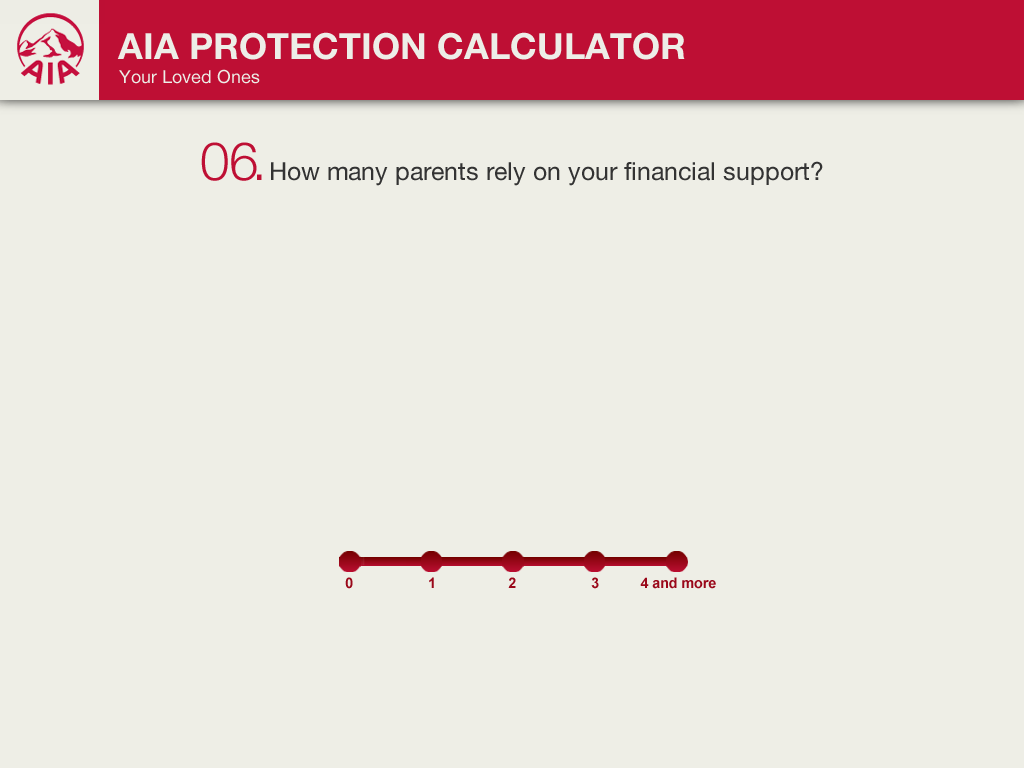 AIA
AIA PROTECTION CALCULATOR
Your Loved Ones
06. How many parents rely on your financial support?
0 1 2 3 4 and more